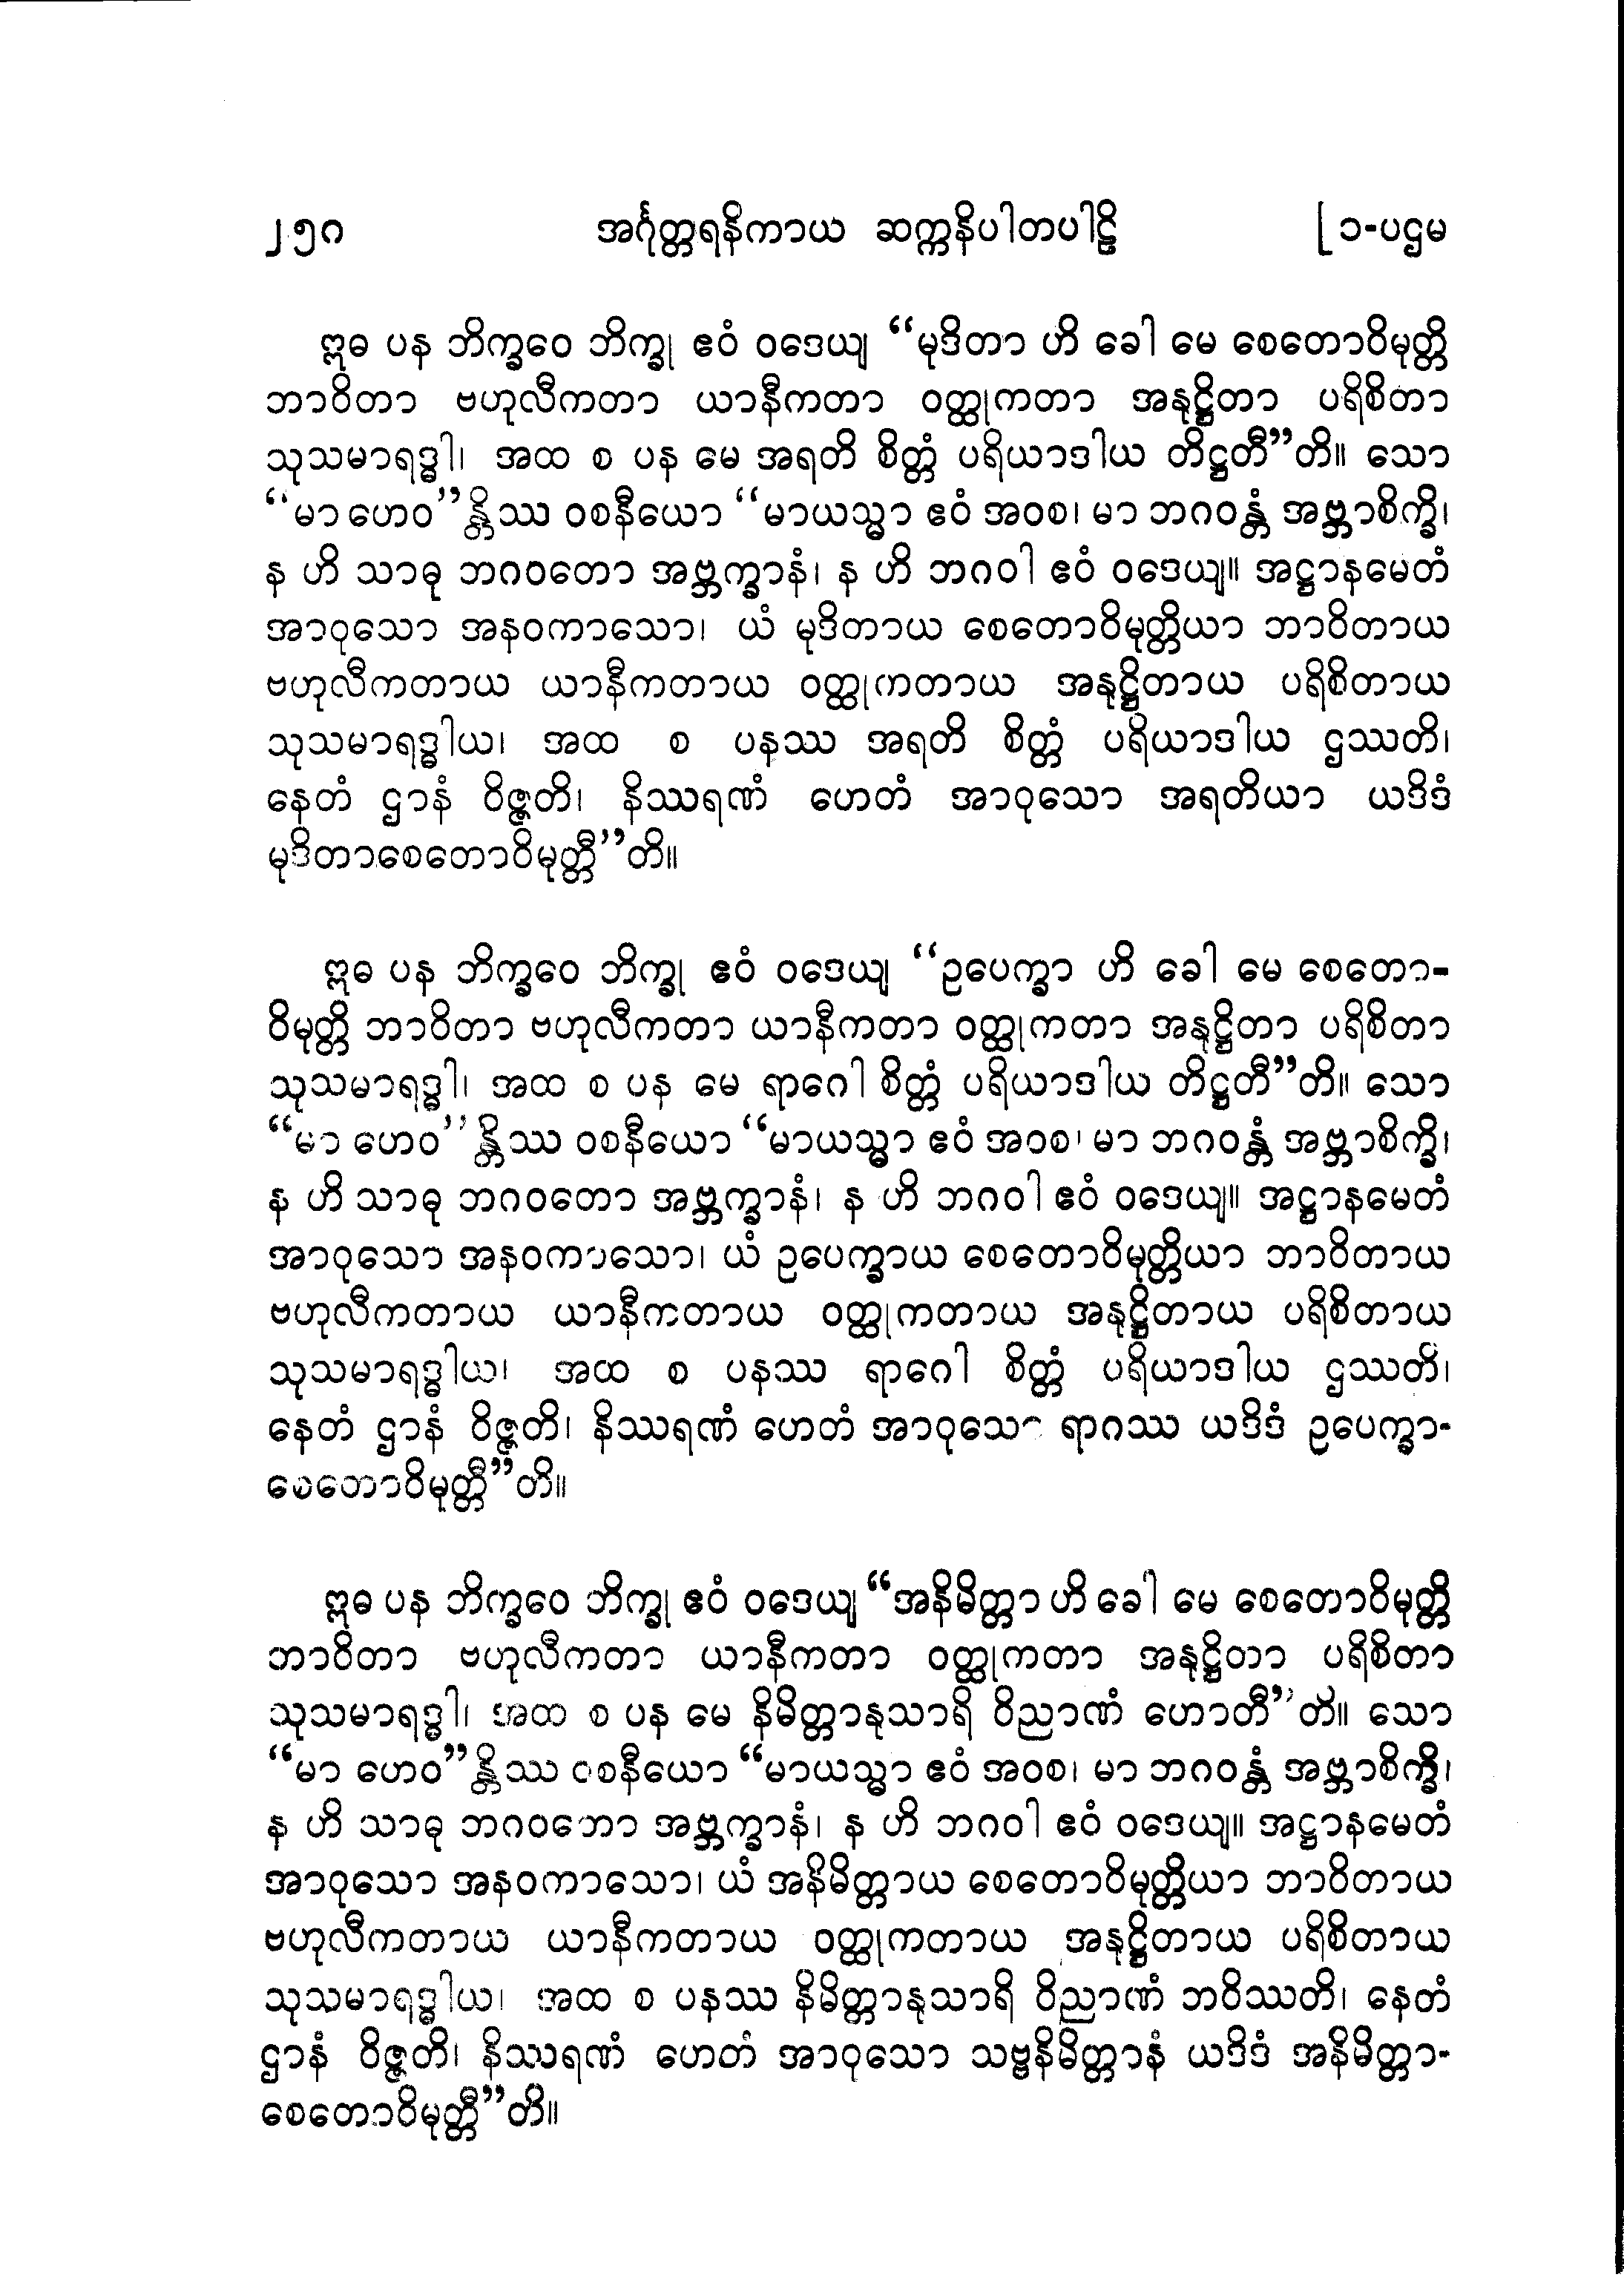 ၂၅ဂ အင်္ဂုတ္တရနိကာယ ဆက္ကနိပါတပါဠိ [၁-ပဌမ
ဣဓ ပန ဘိက္ခဝေ ဘိက္ခု ဧဝံ ဝဒေယျ “မုဒိတာ ဟိ ခေါ မေ စေတောဝိမုတ္တိ
ဘာဝိတာ ဗဟုလီကတာ ယာနီကတာ ဝတ္ထုကတာ အနုဋ္ဌိတာ ပရိစိတာ
သုသမာရဒ္ဓါ၊ အထ စ ပန မေ အရတိ စိတ္တံ ပရိယာဒါယ တိဋ္ဌတီ”တိ။ သော
“မာ ဟေဝ”န္တိဿ ဝစနီယော “မာယသ္မာ ဧဝံ အဝစ၊ မာ ဘဂဝန္တံ အဗ္ဘာစိက္ခိ၊
န ဟိ သာဓု ဘဂဝတော အဗ္ဘက္ခာနံ၊ န ဟိ ဘဂဝါ ဧဝံ ဝဒေယျ။ အဋ္ဌာနမေတံ
အာဝုသော အနဝကာသော၊ ယံ မုဒိတာယ စေတောဝိမုတ္တိယာ ဘာဝိတာယ
ဗဟုလီကတာယ ယာနီကတာယ ဝတ္ထုကတာယ အနုဋ္ဌိတာယ ပရိစိတာယ
သုသမာရဒ္ဓါယ၊ အထ စ ပနဿ အရတိ စိတ္တံ ပရိယာဒါယ ဌဿတိ၊
နေတံ ဌာနံ ဝိဇ္ဇတိ၊ နိဿရဏံ ဟေတံ အာဝုသော အရတိယာ ယဒိဒံ
မုဒိတာစေတောဝိမုတ္တီ”တိ။
ဣဓ ပန ဘိက္ခဝေ ဘိက္ခု ဧဝံ ဝဒေယျ “ဥပေက္ခာ ဟိ ခေါ မေ စေတော-
ဝိမုတ္တိ ဘာဝိတာ ဗဟုလီကတာ ယာနီကတာ ဝတ္ထုကတာ အနုဋ္ဌိတာ ပရိစိတာ
သုသမာရဒ္ဓါ၊ အထ စ ပန မေ ရာဂေါ စိတ္တံ ပရိယာဒါယ တိဋ္ဌတီ”တိ။ သော
“မာ ဟေဝ”န္တိဿ ဝစနီယော “မာယသ္မာ ဧဝံ အဝစ၊ မာ ဘဂဝန္တံ အဗ္ဘာစိက္ခိ၊
န ဟိ သာဓု ဘဂဝတော အဗ္ဘက္ခာနံ၊ န ဟိ ဘဂဝါ ဧဝံ ဝဒေယျ။ အဋ္ဌာနမေတံ
အာဝုသော အနဝကာသော၊ ယံ ဥပေက္ခာယ စေတောဝိမုတ္တိယာ ဘာဝိတာယ
ဗဟုလီကတာယ ယာနီကတာယ ဝတ္ထုကတာယ အနုဋ္ဌိတာယ ပရိစိတာယ
သုသမာရဒ္ဓါယ၊ အထ စ ပနဿ ရာဂေါ စိတ္တံ ပရိယာဒါယ ဌဿတိ၊
နေတံ ဌာနံ ဝိဇ္ဇတိ၊ နိဿရဏံ ဟေတံ အာဝုသော ရာဂဿ ယဒိဒံ ဥပေက္ခာ-
စေတောဝိမုတ္တီ”တိ။
ဣဓ ပန ဘိက္ခဝေ ဘိက္ခု ဧဝံ ဝဒေယျ “အနိမိတ္တာ ဟိ ခေါ မေ စေတောဝိမုတ္တိ
ဘာဝိတာ ဗဟုလီကတာ ယာနီကတာ ဝတ္ထုကတာ အနုဋ္ဌိတာ ပရိစိတာ
သုသမာရဒ္ဓါ၊ အထ စ ပန မေ နိမိတ္တာနုသာရိ ဝိညာဏံ ဟောတီ”တိ။ သော
“မာ ဟေဝ”န္တိဿ ဝစနီယော “မာယသ္မာ ဧဝံ အဝစ၊ မာ ဘဂဝန္တံ အဗ္ဘာစိက္ခိ၊
န ဟိ သာဓု ဘဂဝတော အဗ္ဘက္ခာနံ၊ န ဟိ ဘဂဝါ ဧဝံ ဝဒေယျ။ အဋ္ဌာနမေတံ
အာဝုသော အနဝကာသော၊ ယံ အနိမိတ္တာယ စေတောဝိမုတ္တိယာ ဘာဝိတာယ
ဗဟုလီကတာယ ယာနီကတာယ ဝတ္ထုကတာယ အနုဋ္ဌိတာယ ပရိစိတာယ
သုသမာရဒ္ဓါယ၊ အထ စ ပနဿ နိမိတ္တာနုသာရိ ဝိညာဏံ ဘဝိဿတိ၊ နေတံ
ဌာနံ ဝိဇ္ဇတိ၊ နိဿရဏံ ဟေတံ အာဝုသော သဗ္ဗနိမိတ္တာနံ ယဒိဒံ အနိမိတ္တာ-
စေတောဝိမုတ္တီ”တိ။